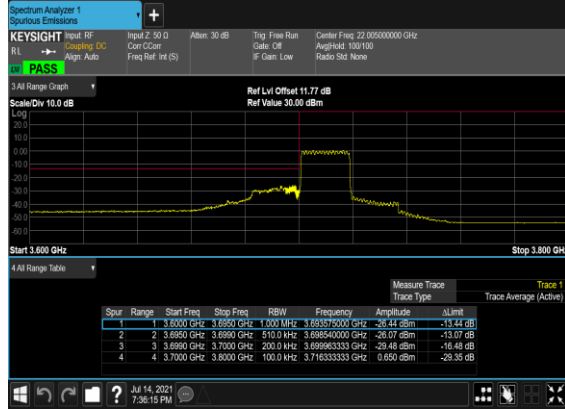 Spectrum Analyzer 1
Spurious Emissions
+
KEYSIGHT Input: RF Input Z: 50 Ω Atten: 30 dB Trig: Free Run Center Freq: 22.005000000 GHz
RL Coupling: DC Corr CCorr Gate: Off Avg|Hold: 100/100
Align: Auto Freq Ref: Int (S) IF Gain: Low Radio Std: None
PASS
3 All Range Graph Ref Lvl Offset 11.77 dB
Scale/Div 10.0 dB Ref Value 30.00 dBm
Log
20.0
10.0
0.00
-10.0
-20.0
-30.0
-40.0
-50.0
-60.0
Start 3.600 GHz Stop 3.800 GH
4 All Range Table
Measure Trace Trace 1
Trace Type Trace Average (Active)
Spur Range Start Freq Stop Freq RBW Frequency Amplitude ΔLimit
1 1 3.6000 GHz 3.6950 GHz 1.000 MHz 3.693575000 GHz -26.44 dBm -13.44 dB
2 2 3.6950 GHz 3.6990 GHz 510.0 kHz 3.698540000 GHz -26.07 dBm -13.07 dB
3 3 3.6990 GHz 3.7000 GHz 200.0 kHz 3.699963333 GHz -29.48 dBm -16.48 dB
4 4 3.7000 GHz 3.8000 GHz 100.0 kHz 3.716333333 GHz 0.650 dBm -29.35 dB
? Jul 14, 2021
7:36:15 PM